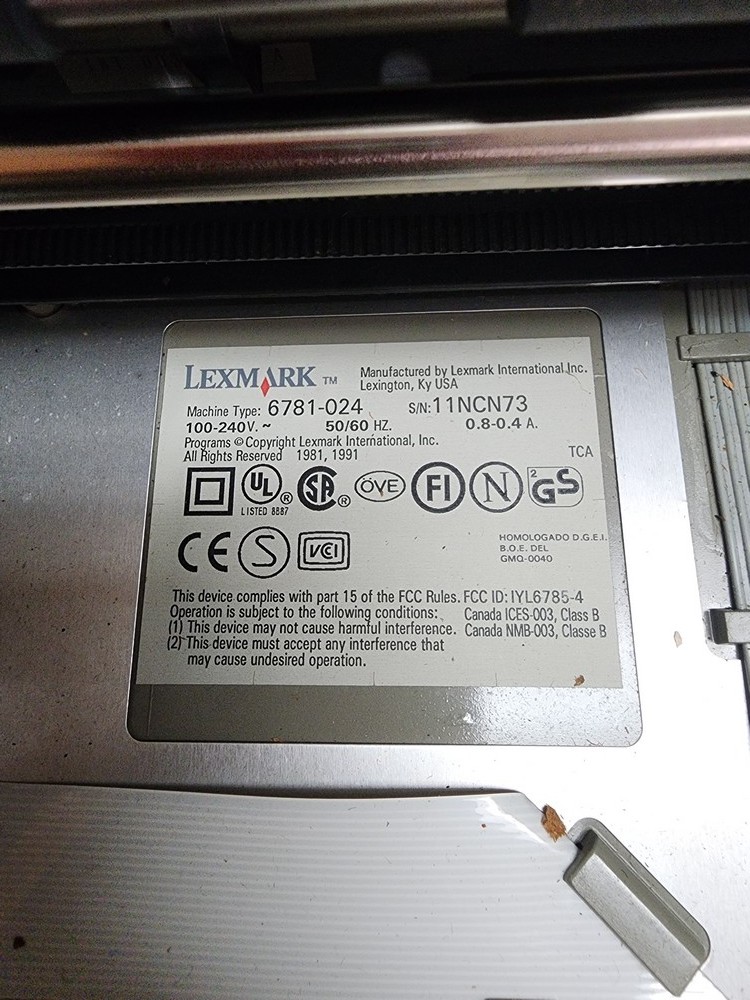 LEXMARK TM
Manufactured by Lexmark International Inc.
Lexington, Ky USA
Machine Type: 6781-024 S/N: 11NCN73
100-240V. ~ 50/60 HZ. 0.8-0.4 A.
Programs © Copyright Lexmark International, Inc.
All Rights Reserved 1981, 1991
TCA
UL ® SA ® ÖVE FI N 2 GS
LISTED 8887
CE S VCI
HOMOLOGADO D.G.E.I.
B.O.E. DEL
GMQ-0040
This device complies with part 15 of the FCC Rules. FCC ID: IYL6785-4
Operation is subject to the following conditions: Canada ICES-003, Class B
(1) This device may not cause harmful interference. Canada NMB-003, Classe B
(2) This device must accept any interference that
may cause undesired operation.